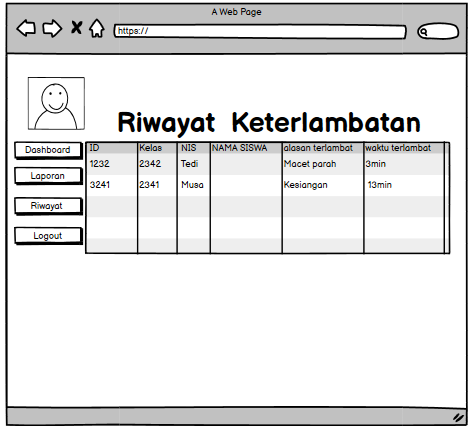 A Web Page
https://
Riwayat Keterlambatan
Dashboard
Laporan
Riwayat
Logout
ID Kelas NIS NAMA SISWA alasan terlambat waktu terlambat
1232 2342 Tedi Macet parah 3min
3241 2341 Musa Kesiangan 13min